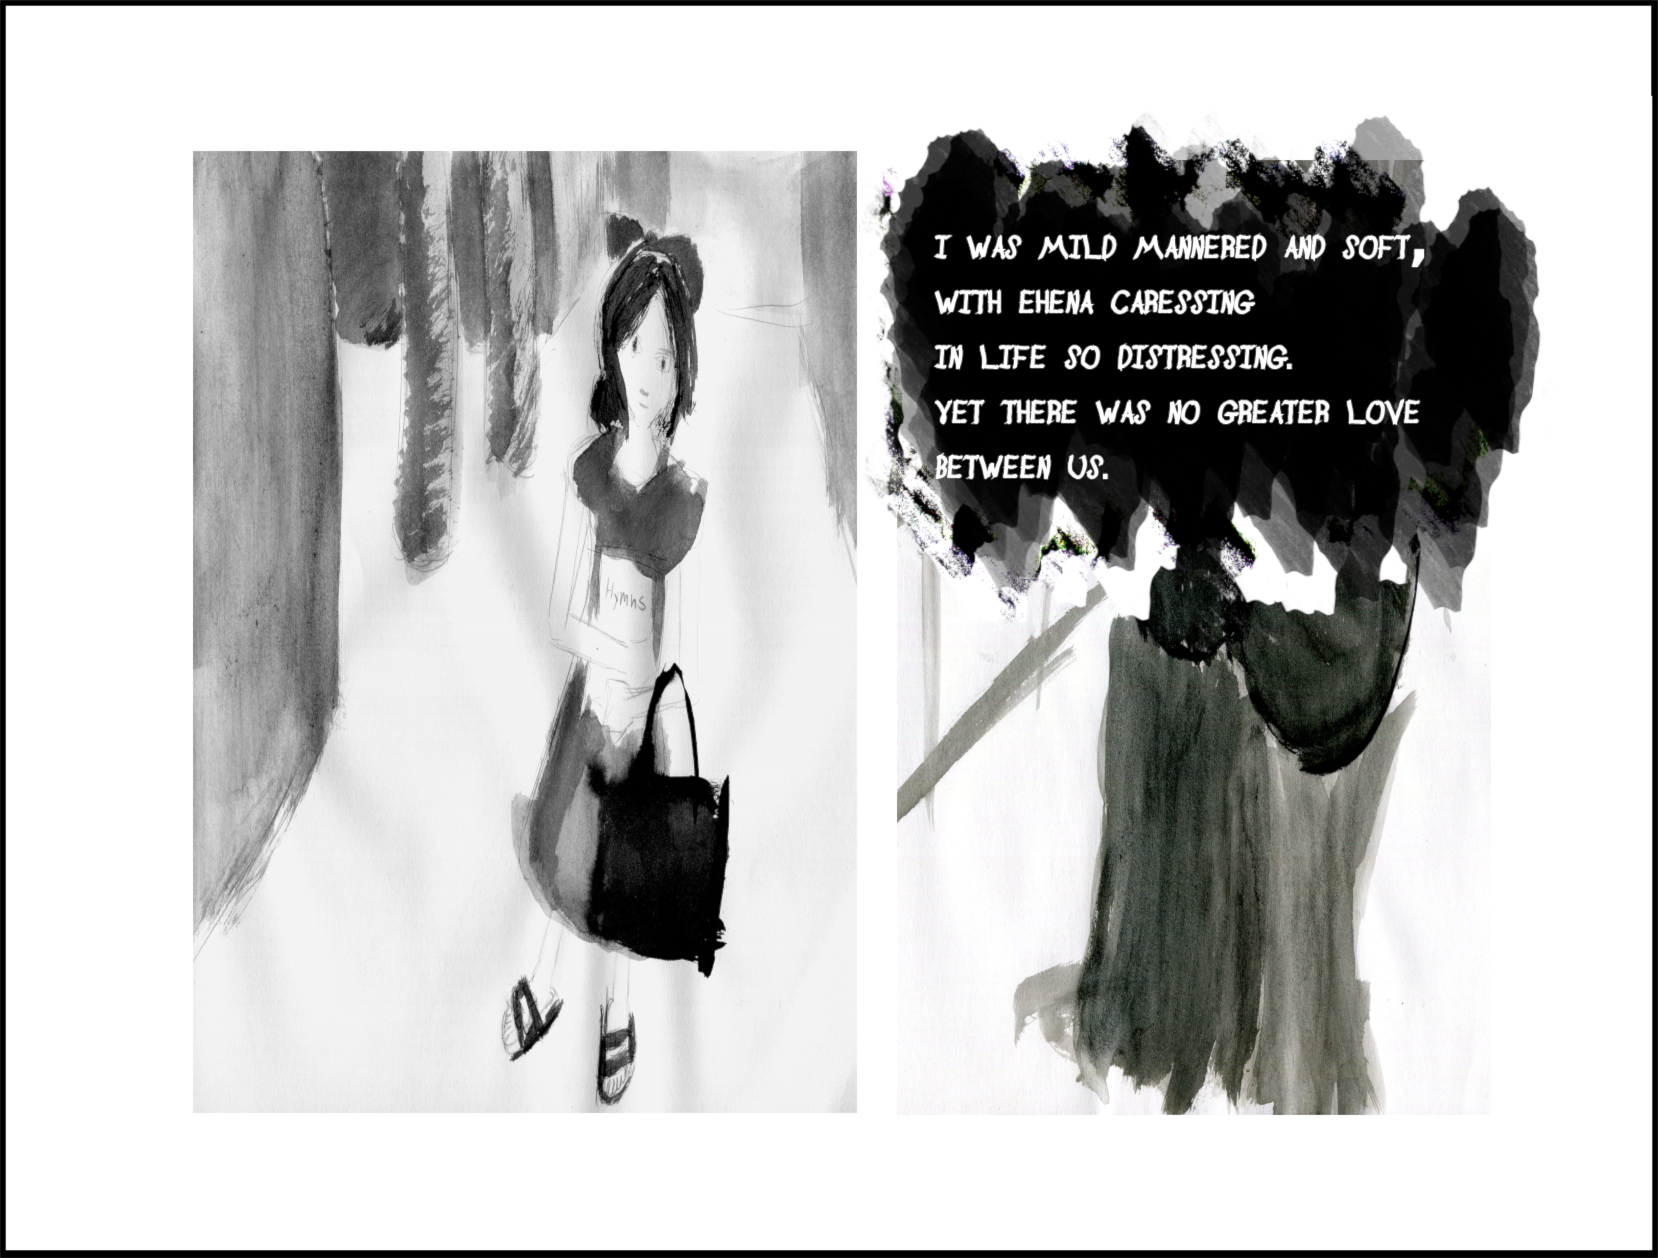 Hymns
I WAS MILD MANNERED AND SOFT,
WITH EHENA CARESSING
IN LIFE SO DISTRESSING.
YET THERE WAS NO GREATER LOVE
BETWEEN US.